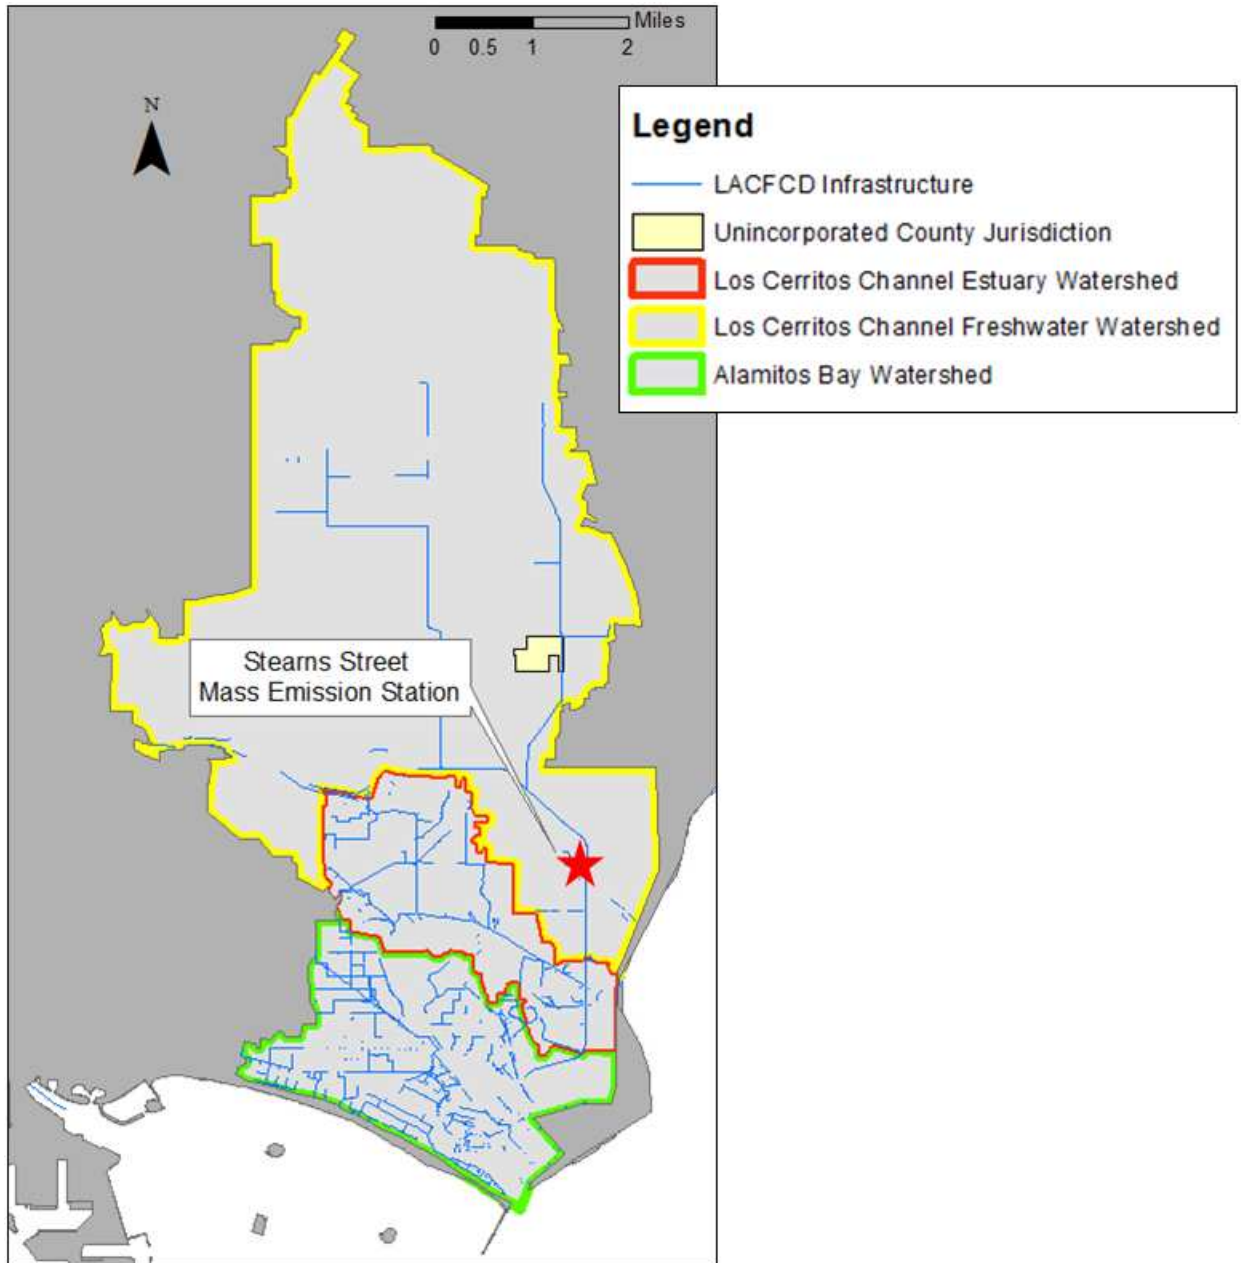 Miles
0 0.5 1 2
N
Legend
LACFCD Infrastructure
Unincorporated County Jurisdiction
Los Cerritos Channel Estuary Watershed
Los Cerritos Channel Freshwater Watershed
Alamitos Bay Watershed
Stearns Street
Mass Emission Station